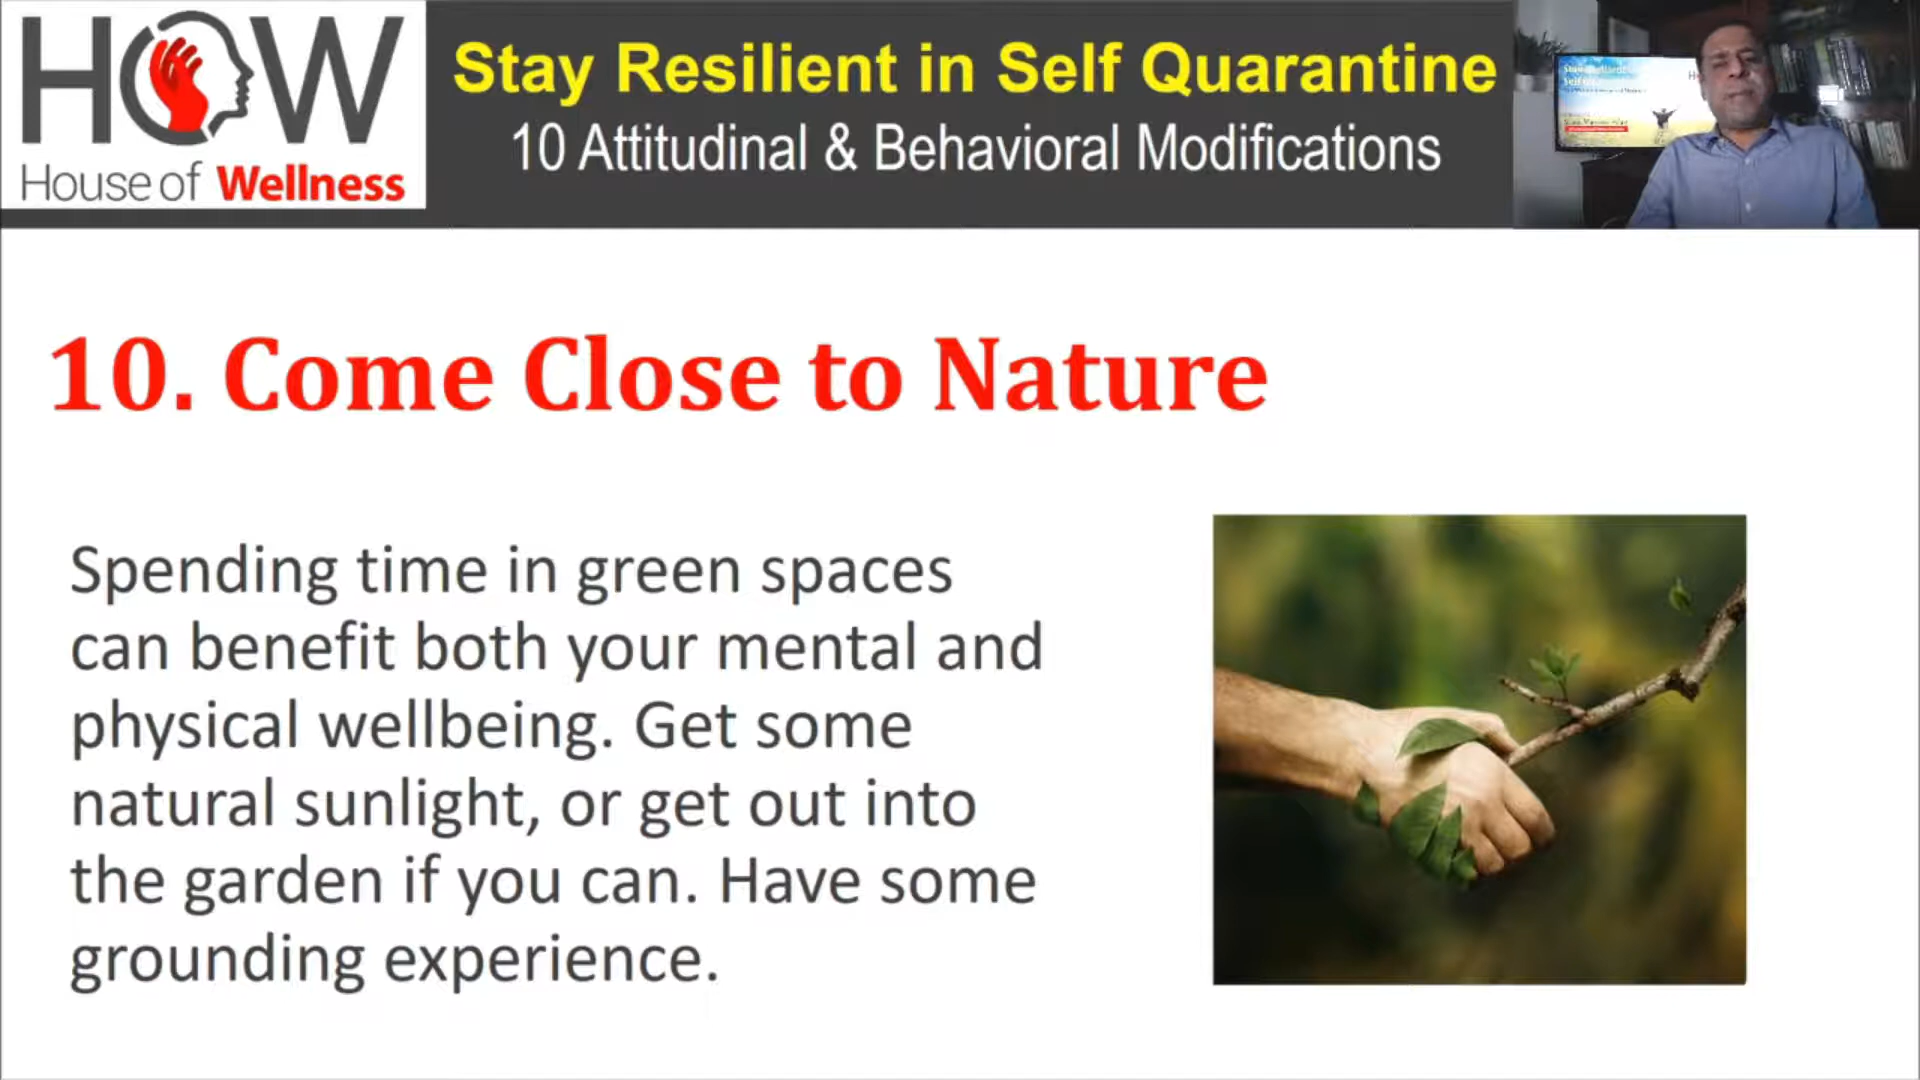 HOW
House of Wellness
Stay Resilient in Self Quarantine
10 Attitudinal & Behavioral Modifications
10. Come Close to Nature
Spending time in green spaces
can benefit both your mental and
physical wellbeing. Get some
natural sunlight, or get out into
the garden if you can. Have some
grounding experience.